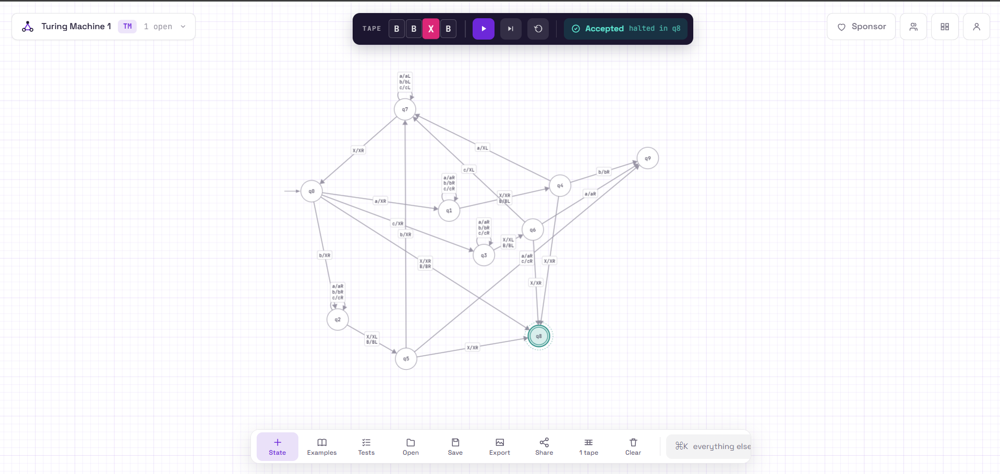 Turing Machine 1 TM 1 open
TAPE B B X B Accepted halted in q8
Sponsor
a/aL
b/bL
c/cL
q7
X/XR
a/XL
q9
c/XL
b/bR
a/aR
b/bR
c/cR
q4
q0
a/XR
X/XR
B/BL
a/aR
q1
c/XR
b/XR
a/aR
b/bR
c/cR
q6
X/XL
B/BL
b/XR
q3
X/XR
B/BR
a/aR
c/cR
X/XR
X/XR
a/aR
b/bR
c/cR
q2
X/XL
B/BL
q8
X/XR
q5
State Examples Tests Open Save Export Share 1 tape Clear ⌘K everything else